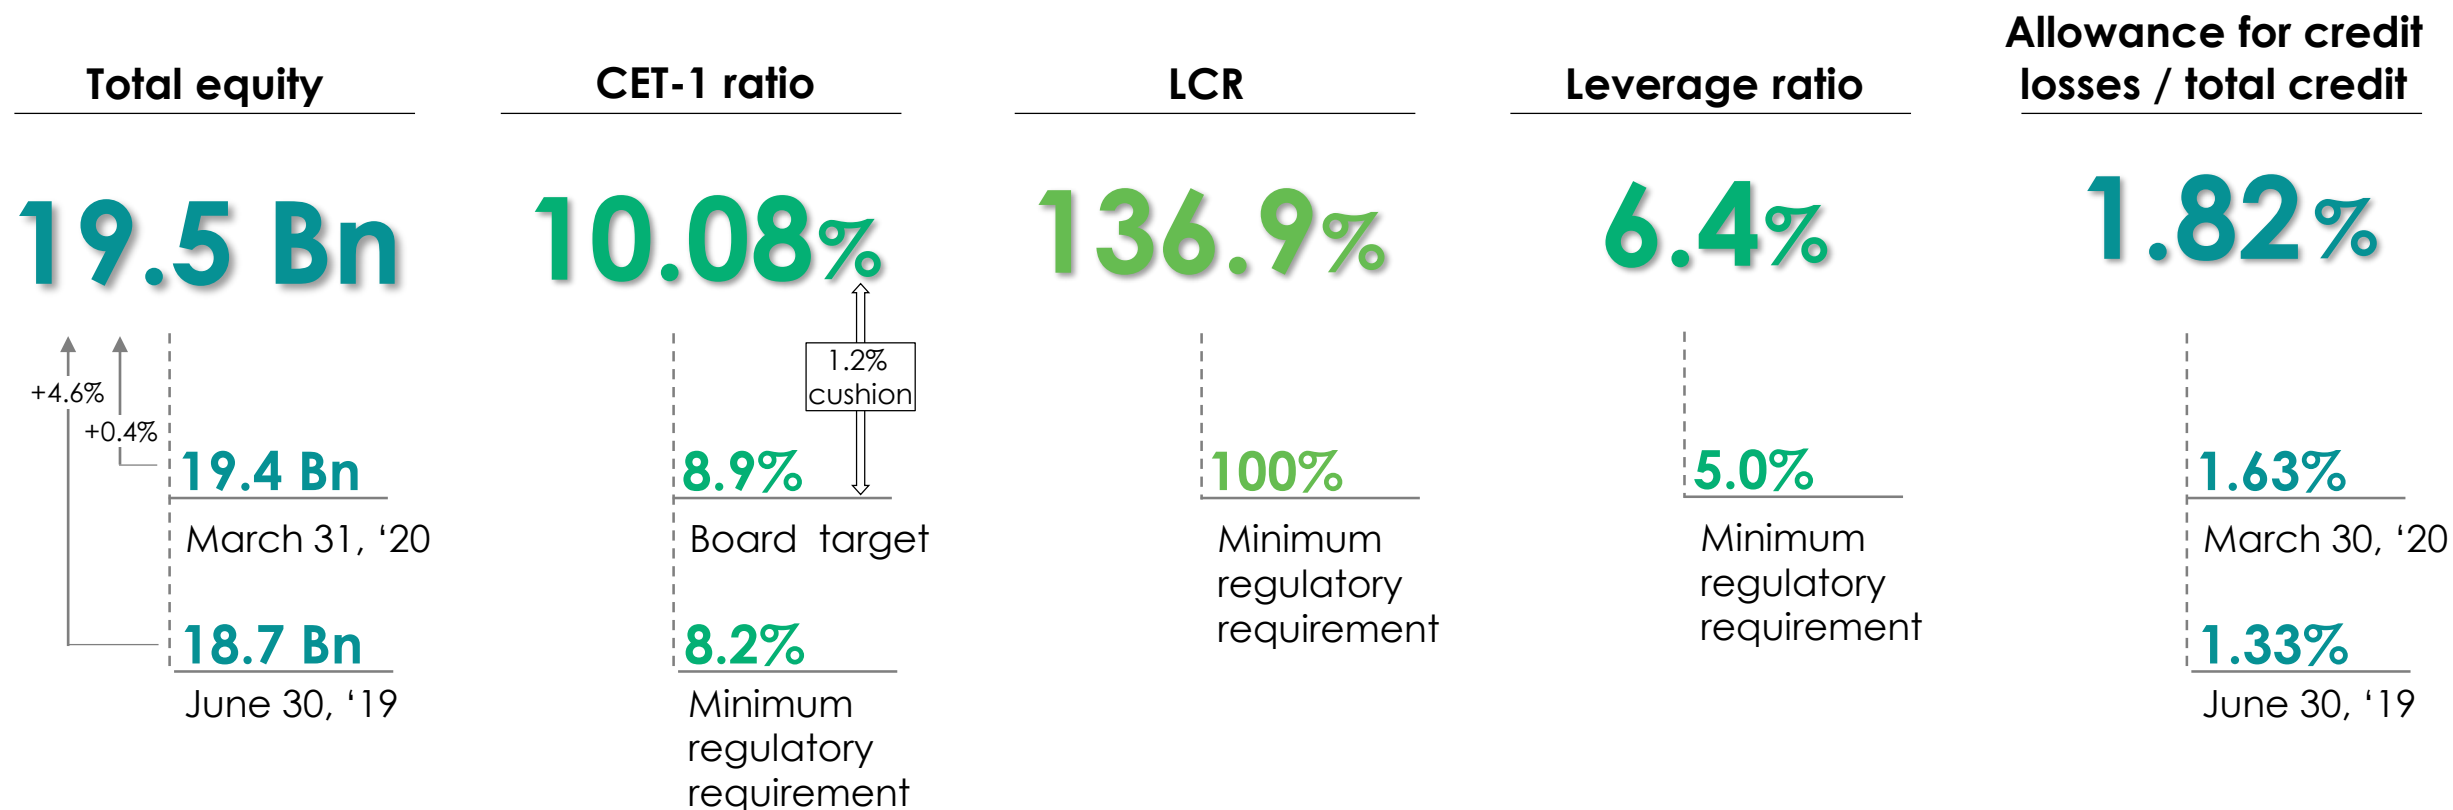 Total equity
19.5 Bn
+4.6%
+0.4%
19.4 Bn
March 31, ‘20
18.7 Bn
June 30, ‘19
CET-1 ratio
10.08%
1.2%
cushion
8.9%
Board target
8.2%
Minimum
regulatory
requirement
LCR
136.9%
100%
Minimum
regulatory
requirement
Leverage ratio
6.4%
5.0%
Minimum
regulatory
requirement
Allowance for credit
losses / total credit
1.82%
1.63%
March 30, ‘20
1.33%
June 30, ‘19